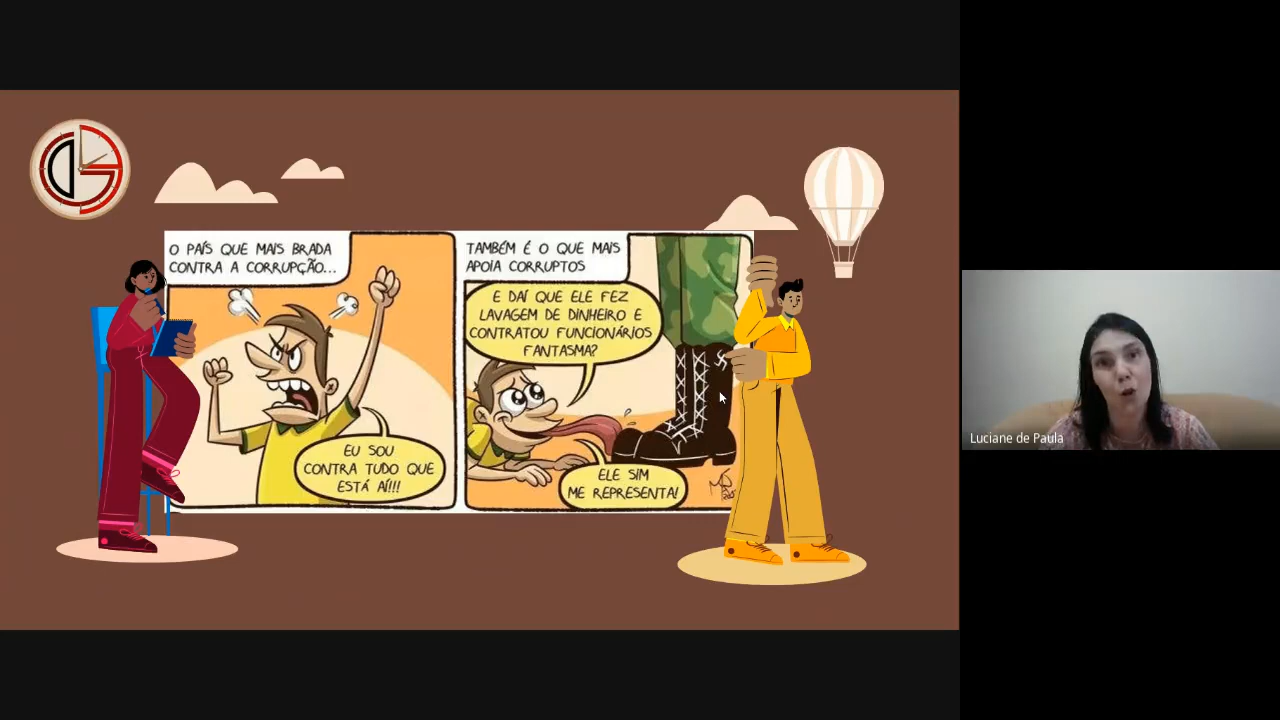 O PAÍS QUE MAIS BRADA
CONTRA A CORRUPÇÃO...
EU SOU
CONTRA TUDO QUE
ESTÁ AÍ!!!
TAMBÉM É O QUE MAIS
APOIA CORRUPTOS
E DAÍ QUE ELE FEZ
LAVAGEM DE DINHEIRO E
CONTRATOU FUNCIONÁRIOS
FANTASMA?
ELE SIM
ME REPRESENTA!
Luciane de Paula